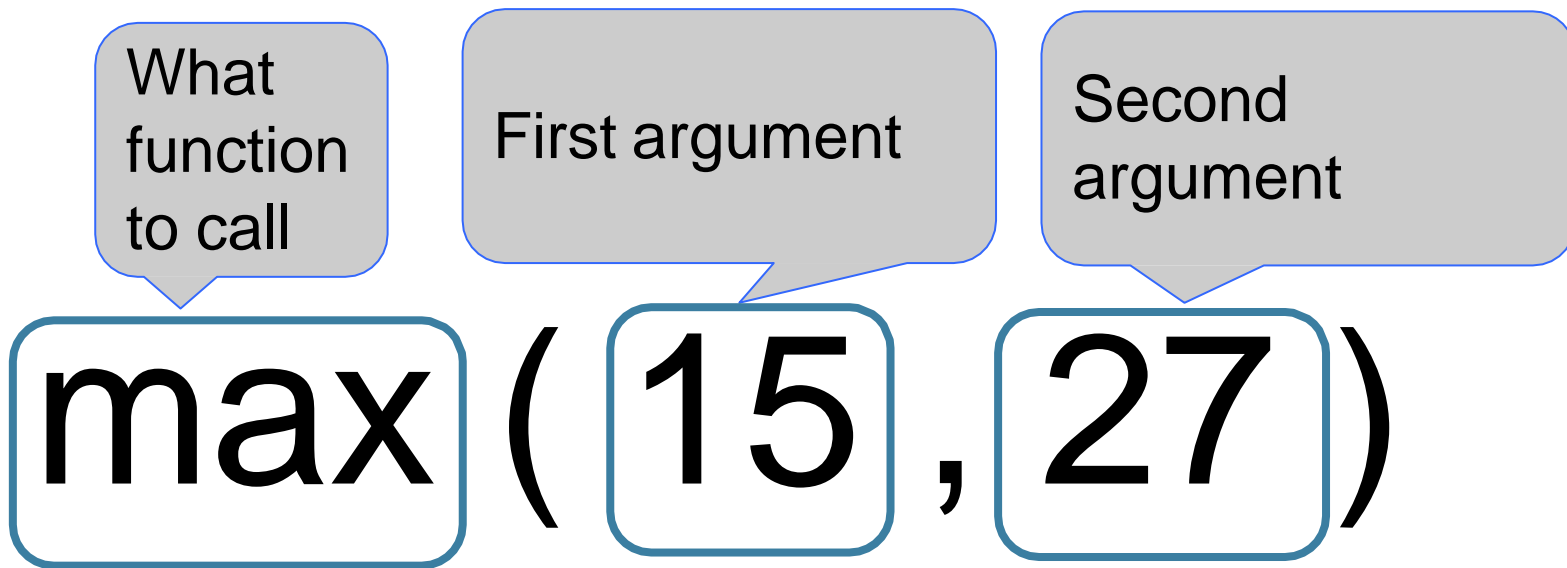 What
function
to call
First argument
Second
argument
max ( 15 , 27 )